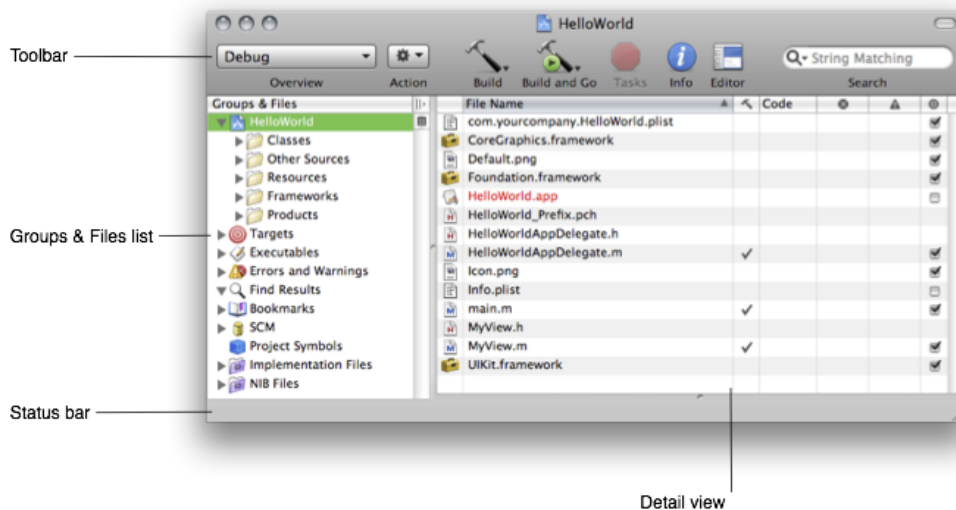 HelloWorld
Toolbar
Debug
String Matching
Overview
Action
Build
Build and Go
Tasks
Info
Editor
Search
Groups & Files
HelloWorld
Classes
Other Sources
Resources
Frameworks
Products
Groups & Files list
Targets
Executables
Errors and Warnings
Find Results
Bookmarks
SCM
Project Symbols
Implementation Files
NIB Files
File Name
Code
com.yourcompany.HelloWorld.plist
CoreGraphics.framework
Default.png
Foundation.framework
HelloWorld.app
HelloWorld_Prefix.pch
HelloWorldAppDelegate.h
HelloWorldAppDelegate.m
Icon.png
Info.plist
main.m
MyView.h
MyView.m
UIKit.framework
Status bar
Detail view